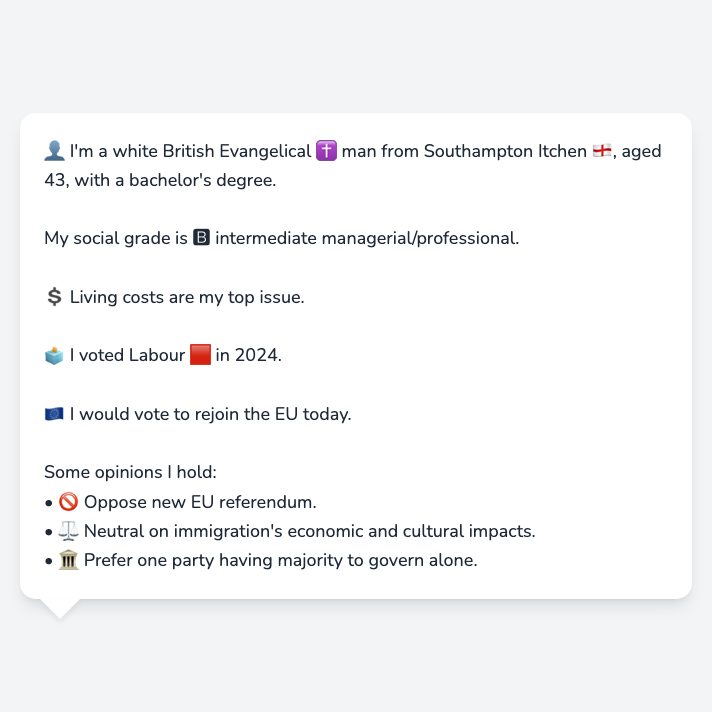 👤 I'm a white British Evangelical ✝️ man from Southampton Itchen 🏴󠁧󠁢󠁥󠁮󠁧󠁿, aged
43, with a bachelor's degree.
My social grade is 🅱 intermediate managerial/professional.
💲 Living costs are my top issue.
🗳️ I voted Labour 🟥 in 2024.
🇪🇺 I would vote to rejoin the EU today.
Some opinions I hold:
• 🚫 Oppose new EU referendum.
• ⚖️ Neutral on immigration's economic and cultural impacts.
• 🏛️ Prefer one party having majority to govern alone.